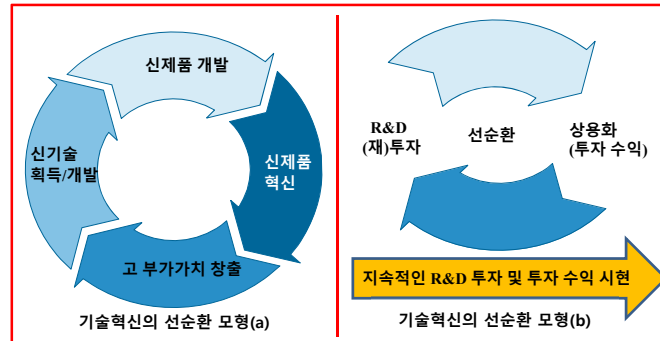 신제품 개발
신기술
획득/개발
신제품
혁신
고 부가가치 창출
기술혁신의 선순환 모형(a)
R&D
(재)투자
선순환
상용화
(투자 수익)
지속적인 R&D 투자 및 투자 수익 시현
기술혁신의 선순환 모형(b)